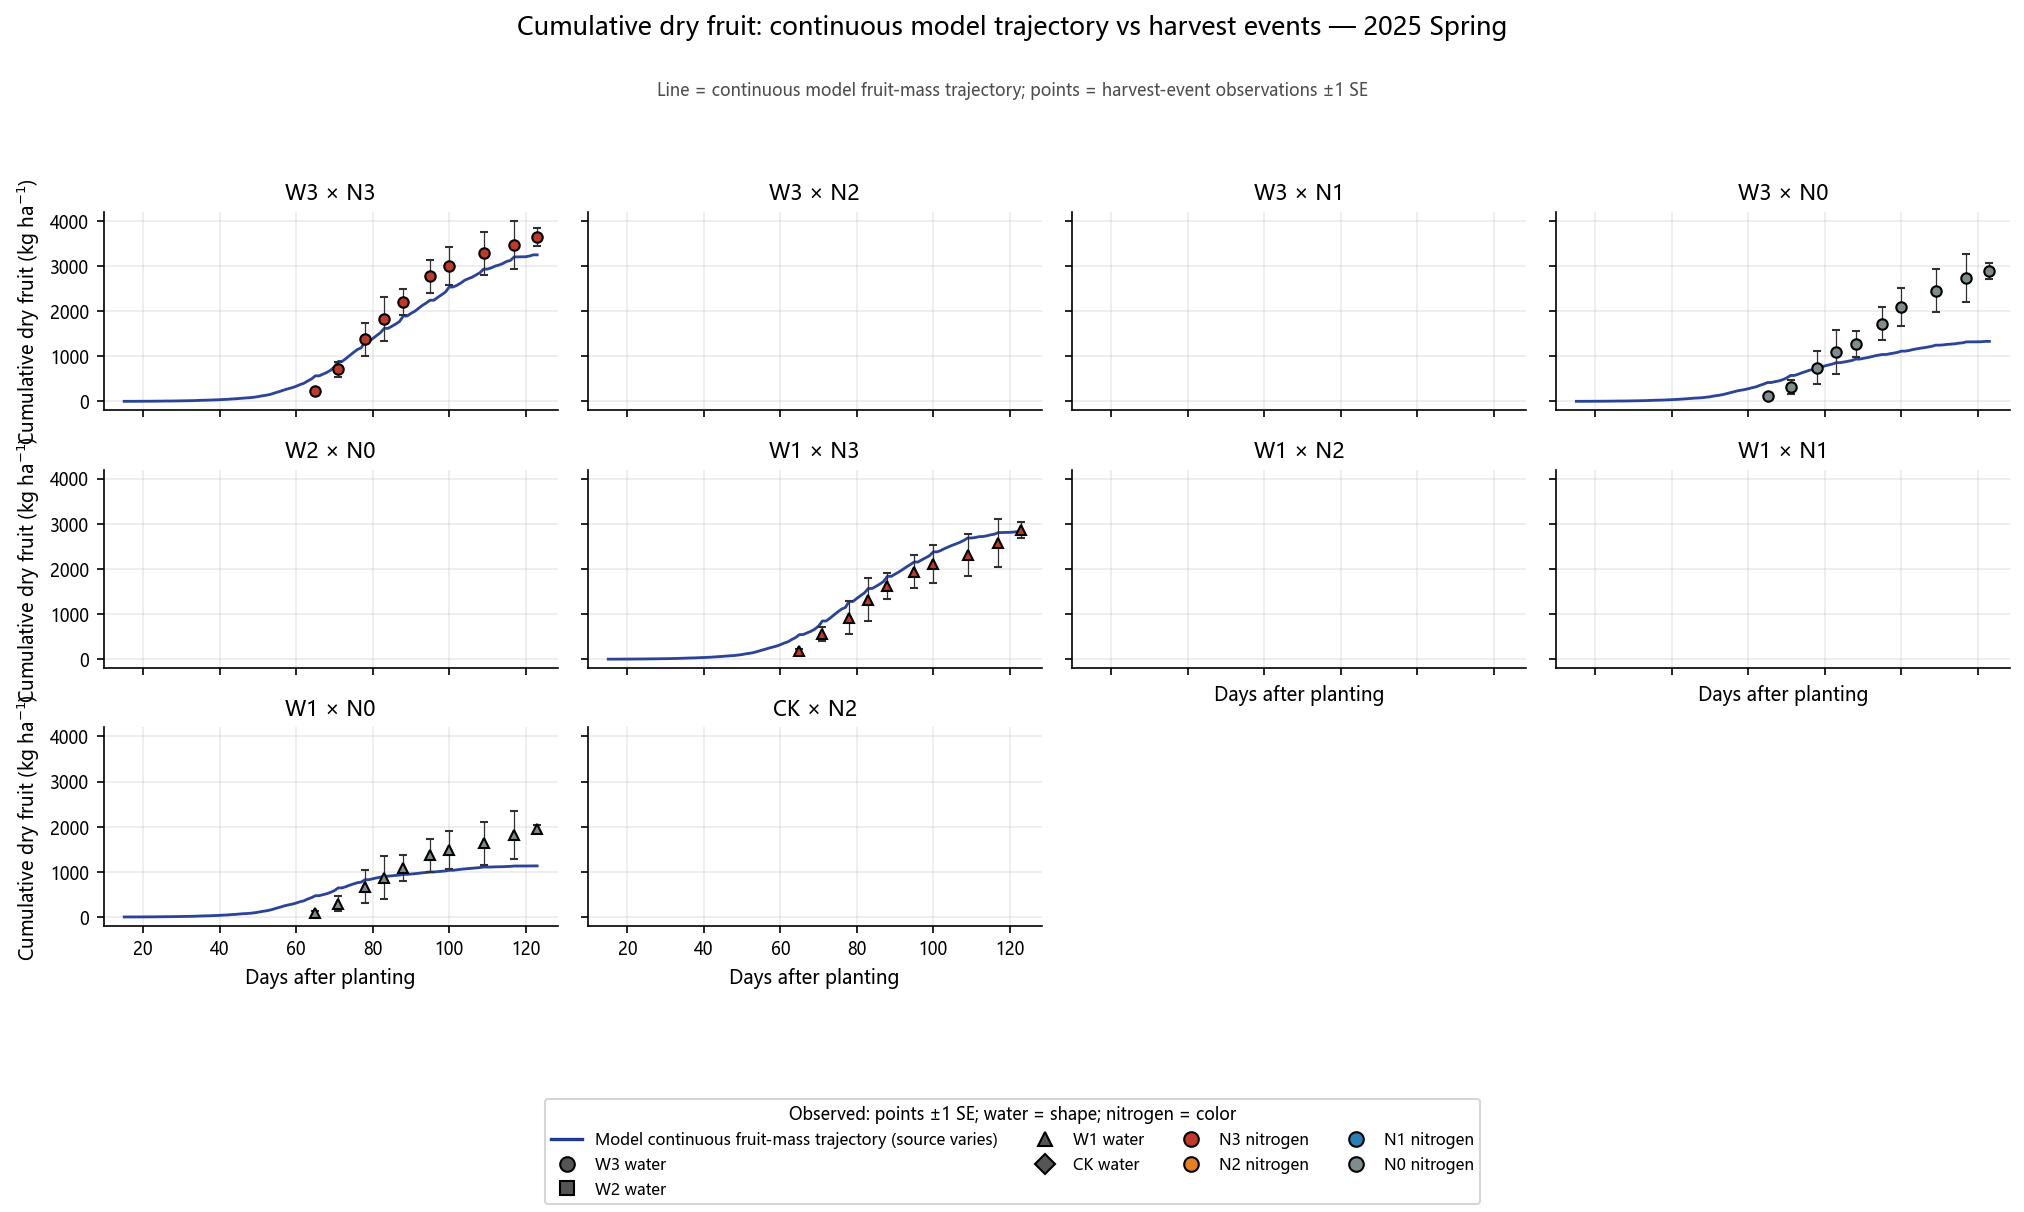 Cumulative dry fruit: continuous model trajectory vs harvest events — 2025 Spring
Line = continuous model fruit-mass trajectory; points = harvest-event observations ±1 SE
W3 × N3
W3 × N2
W3 × N1
W3 × N0
Cumulative dry fruit (kg ha⁻¹)
4000
3000
2000
1000
0
W2 × N0
W1 × N3
W1 × N2
W1 × N1
Cumulative dry fruit (kg ha⁻¹)
4000
3000
2000
1000
0
Days after planting
Days after planting
W1 × N0
CK × N2
Cumulative dry fruit (kg ha⁻¹)
4000
3000
2000
1000
0
20 40 60 80 100 120
20 40 60 80 100 120
Days after planting
Days after planting
Observed: points ±1 SE; water = shape; nitrogen = color
Model continuous fruit-mass trajectory (source varies)
W3 water
W2 water
W1 water
CK water
N3 nitrogen
N2 nitrogen
N1 nitrogen
N0 nitrogen